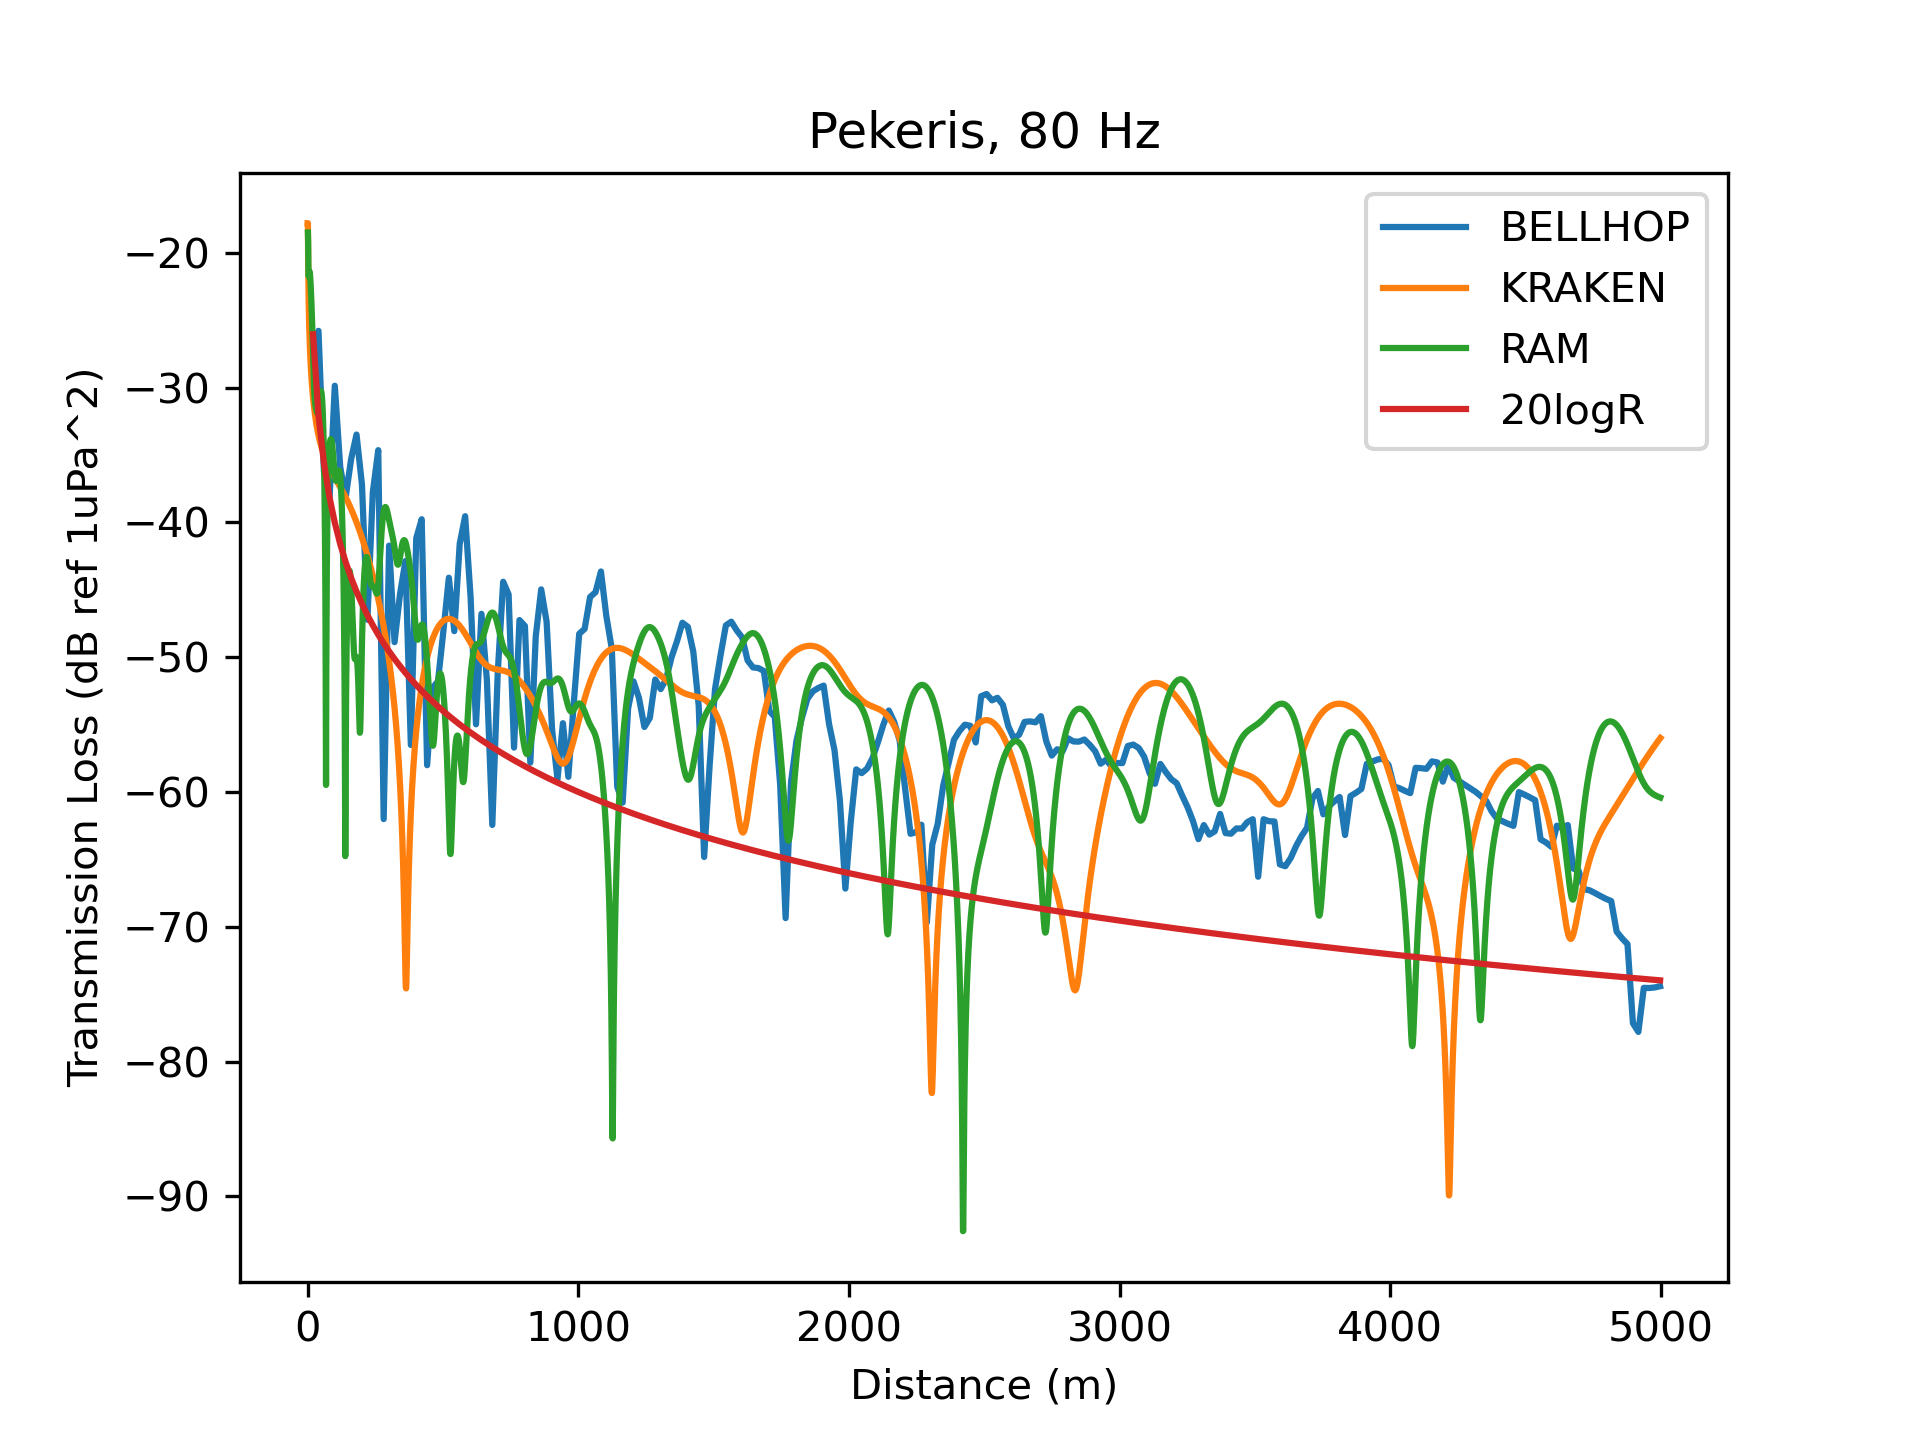 Pekeris, 80 Hz
BELLHOP
KRAKEN
RAM
20logR
Transmission Loss (dB ref 1uPa^2)
−20
−30
−40
−50
−60
−70
−80
−90
0 1000 2000 3000 4000 5000
Distance (m)